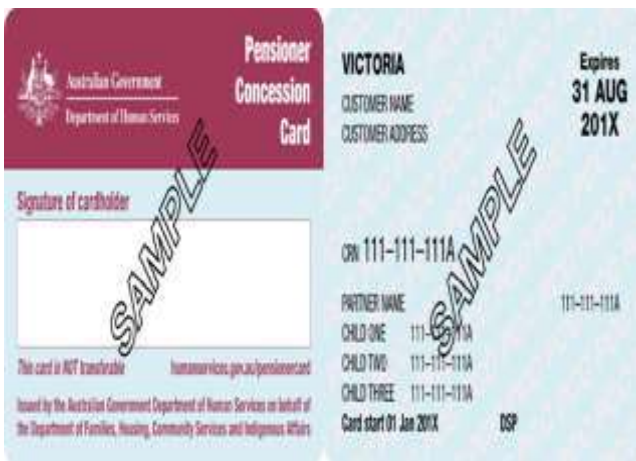 Australian Government
Department of Human Services
Pensioner
Concession
Card
Signature of cardholder
SAMPLE
This card is NOT transferable
humanservices.gov.au/pensionercard
Issued by the Australian Government Department of Human Services on behalf of
the Department of Families, Housing, Community Services and Indigenous Affairs
VICTORIA
Expires
31 AUG
201X
CUSTOMER NAME
CUSTOMER ADDRESS
CRN 111-111-111A
SAMPLE
PARTNER NAME 111-111-111A
CHILD ONE 111-111-111A
CHILD TWO 111-111-111A
CHILD THREE 111-111-111A
Card start 01 Jan 201X DSP